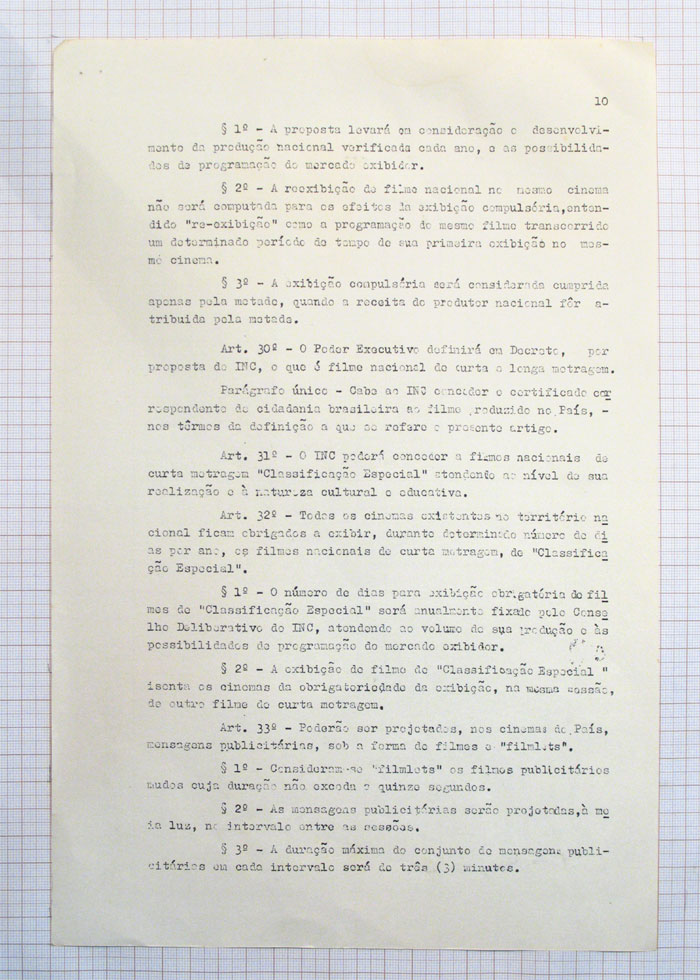 10
§ 1º - A proposta levará em consideração o desenvolvi-
mento da produção nacional verificada cada ano, e as possibilida-
des de programação do mercado exibidor.
§ 2º - A reexibição do filme nacional no mesmo cinema
não será computada para os efeitos da exibição compulsória,enten-
dido "re-exibição" como a programação do mesmo filme transcorrido
um determinado período de tempo de sua primeira exibição no mes-
mo cinema.
§ 3º - A exibição compulsória será considerada cumprida
apenas pela metade, quando a receita do produtor nacional fôr a-
tribuida pela metade.
Art. 30º - O Poder Executivo definirá em Decreto, por
proposta do INC, o que é filme nacional de curta e longa metragem.
Parágrafo único - Cabe ao INC conceder o certificado cor
respondente de cidadania brasileira ao filme produzido no País, -
nos têrmos da definição a que se refere o presente artigo.
Art. 31º - O INC poderá conceder a filmes nacionais de
curta metragem "Classificação Especial" atendendo ao nível de sua
realização e à natureza cultural e educativa.
Art. 32º - Todos os cinemas existentes no território na
cional ficam obrigados a exibir, durante determinado número de di
as por ano, os filmes nacionais de curta metragem, de "Classifica
ção Especial".
§ 1º - O número de dias para exibição obrigatória de fil
mes de "Classificação Especial" será anualmente fixado pelo Conse
lho Deliberativo do INC, atendendo ao volume de sua produção e às
possibilidades de programação do mercado exibidor.
§ 2º - A exibição do filme de "Classificação Especial "
isenta os cinemas da obrigatoriedade da exibição, na mesma sessão,
de outro filme de curta metragem.
Art. 33º - Poderão ser projetados, nos cinemas do País,
mensagens publicitárias, sob a forma de filmes e "filmlets".
§ 1º - Consideram-se "filmlets" os filmes publicitários
mudos cuja duração não exceda a quinze segundos.
§ 2º - As mensagens publicitárias serão projetadas,à me
ia luz, no intervalo entre as sessões.
§ 3º - A duração máxima do conjunto de mensagens publi-
citários em cada intervalo será de três (3) minutos.